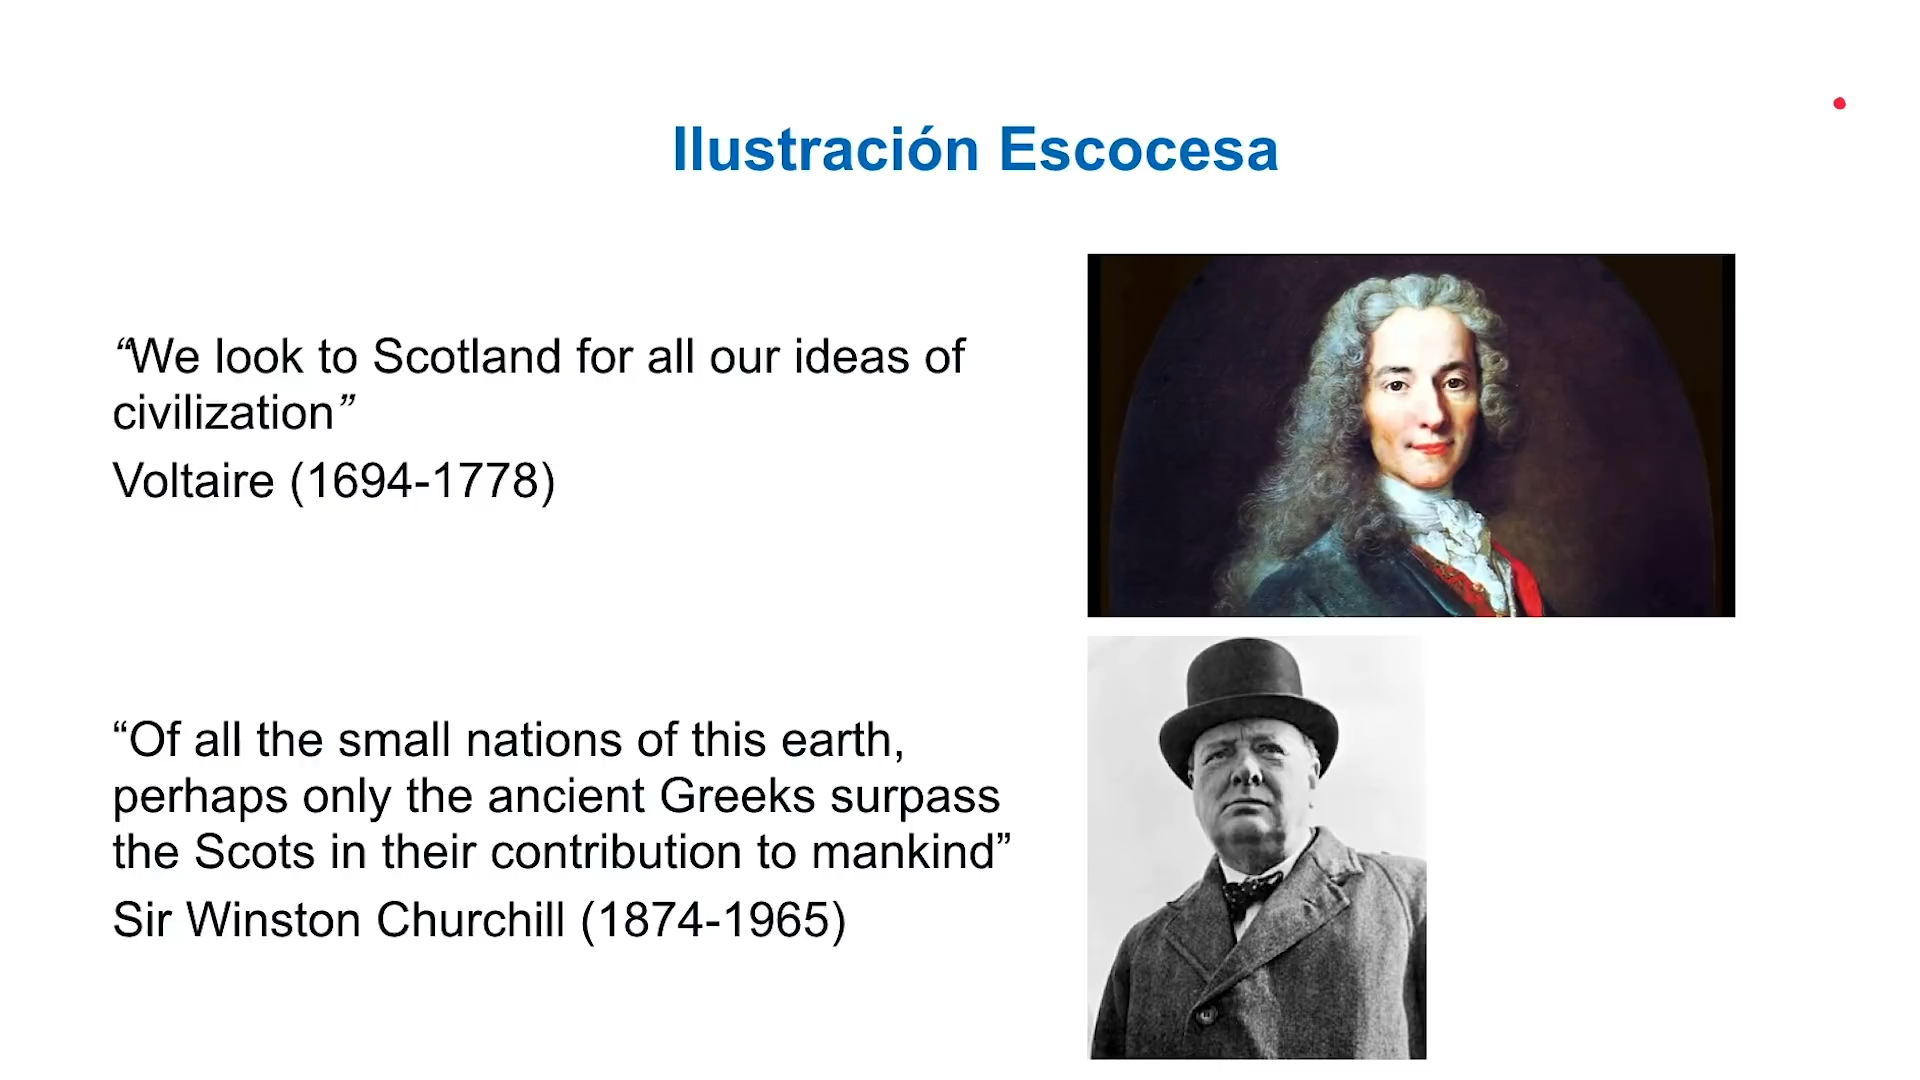 Ilustración Escocesa
“We look to Scotland for all our ideas of
civilization”
Voltaire (1694-1778)
“Of all the small nations of this earth,
perhaps only the ancient Greeks surpass
the Scots in their contribution to mankind”
Sir Winston Churchill (1874-1965)